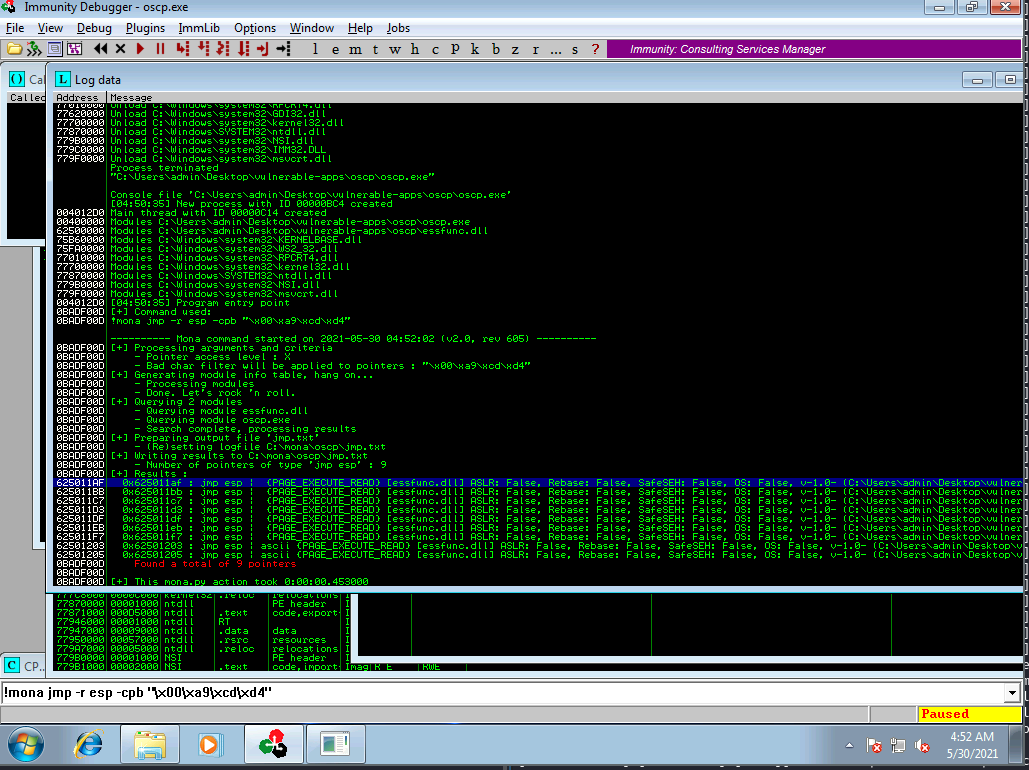 Immunity Debugger - oscp.exe
File View Debug Plugins ImmLib Options Window Help Jobs
l e m t w h c p k b z r ... s ? Immunity: Consulting Services Manager
Log data
Address Message
77010000 Unload C:\Windows\system32\RPCRT4.dll
77620000 Unload C:\Windows\system32\GDI32.dll
77700000 Unload C:\Windows\system32\kernel32.dll
77870000 Unload C:\Windows\SYSTEM32\ntdll.dll
779B0000 Unload C:\Windows\system32\NSI.dll
779C0000 Unload C:\Windows\system32\IMM32.DLL
779F0000 Unload C:\Windows\system32\msvcrt.dll
Process terminated
"C:\Users\admin\Desktop\vulnerable-apps\oscp\oscp.exe"
Console file 'C:\Users\admin\Desktop\vulnerable-apps\oscp\oscp.exe'
[04:50:35] New process with ID 00000BC4 created
004012D0 Main thread with ID 00000C14 created
00400000 Modules C:\Users\admin\Desktop\vulnerable-apps\oscp\oscp.exe
62500000 Modules C:\Users\admin\Desktop\vulnerable-apps\oscp\essfunc.dll
75B60000 Modules C:\Windows\system32\KERNELBASE.dll
75FA0000 Modules C:\Windows\system32\WS2_32.dll
77010000 Modules C:\Windows\system32\RPCRT4.dll
77700000 Modules C:\Windows\system32\kernel32.dll
77870000 Modules C:\Windows\SYSTEM32\ntdll.dll
779B0000 Modules C:\Windows\system32\NSI.dll
779F0000 Modules C:\Windows\system32\msvcrt.dll
004012D0 [04:50:35] Program entry point
0BADF00D [+] Command used:
0BADF00D !mona jmp -r esp -cpb "\x00\xa9\xcd\xd4"
---------- Mona command started on 2021-05-30 04:52:02 (v2.0, rev 605) ----------
0BADF00D [+] Processing arguments and criteria
0BADF00D - Pointer access level : X
0BADF00D - Bad char filter will be applied to pointers : "\x00\xa9\xcd\xd4"
0BADF00D [+] Generating module info table, hang on...
0BADF00D - Processing modules
0BADF00D - Done. Let's rock 'n roll.
0BADF00D [+] Querying 2 modules
0BADF00D - Querying module essfunc.dll
0BADF00D - Querying module oscp.exe
0BADF00D - Search complete, processing results
0BADF00D [+] Preparing output file 'jmp.txt'
0BADF00D - (Re)setting logfile C:\mona\oscp\jmp.txt
0BADF00D [+] Writing results to C:\mona\oscp\jmp.txt
0BADF00D - Number of pointers of type 'jmp esp' : 9
0BADF00D [+] Results :
625011AF 0x625011af : jmp esp | {PAGE_EXECUTE_READ} [essfunc.dll] ASLR: False, Rebase: False, SafeSEH: False, OS: False, v-1.0- (C:\Users\admin\Desktop\vulner
625011BB 0x625011bb : jmp esp | {PAGE_EXECUTE_READ} [essfunc.dll] ASLR: False, Rebase: False, SafeSEH: False, OS: False, v-1.0- (C:\Users\admin\Desktop\vulner
625011C7 0x625011c7 : jmp esp | {PAGE_EXECUTE_READ} [essfunc.dll] ASLR: False, Rebase: False, SafeSEH: False, OS: False, v-1.0- (C:\Users\admin\Desktop\vulner
625011D3 0x625011d3 : jmp esp | {PAGE_EXECUTE_READ} [essfunc.dll] ASLR: False, Rebase: False, SafeSEH: False, OS: False, v-1.0- (C:\Users\admin\Desktop\vulner
625011DF 0x625011df : jmp esp | {PAGE_EXECUTE_READ} [essfunc.dll] ASLR: False, Rebase: False, SafeSEH: False, OS: False, v-1.0- (C:\Users\admin\Desktop\vulner
625011EB 0x625011eb : jmp esp | {PAGE_EXECUTE_READ} [essfunc.dll] ASLR: False, Rebase: False, SafeSEH: False, OS: False, v-1.0- (C:\Users\admin\Desktop\vulner
625011F7 0x625011f7 : jmp esp | {PAGE_EXECUTE_READ} [essfunc.dll] ASLR: False, Rebase: False, SafeSEH: False, OS: False, v-1.0- (C:\Users\admin\Desktop\vulner
62501203 0x62501203 : jmp esp | ascii {PAGE_EXECUTE_READ} [essfunc.dll] ASLR: False, Rebase: False, SafeSEH: False, OS: False, v-1.0- (C:\Users\admin\Desktop\v
62501205 0x62501205 : jmp esp | ascii {PAGE_EXECUTE_READ} [essfunc.dll] ASLR: False, Rebase: False, SafeSEH: False, OS: False, v-1.0- (C:\Users\admin\Desktop\v
0BADF00D Found a total of 9 pointers
0BADF00D
0BADF00D [+] This mona.py action took 0:00:00.453000
77870000 00001000 ntdll PE header I
77871000 000D5000 ntdll .text code,export I
77946000 00001000 ntdll RT I
77947000 00009000 ntdll .data data I
77950000 00057000 ntdll .rsrc resources I
779A7000 00005000 ntdll .reloc relocations I
779B0000 00001000 NSI PE header I
779B1000 00002000 NSI .text code,import Imag R E RWE
CP..
!mona jmp -r esp -cpb "\x00\xa9\xcd\xd4"
Paused
4:52 AM
5/30/2021